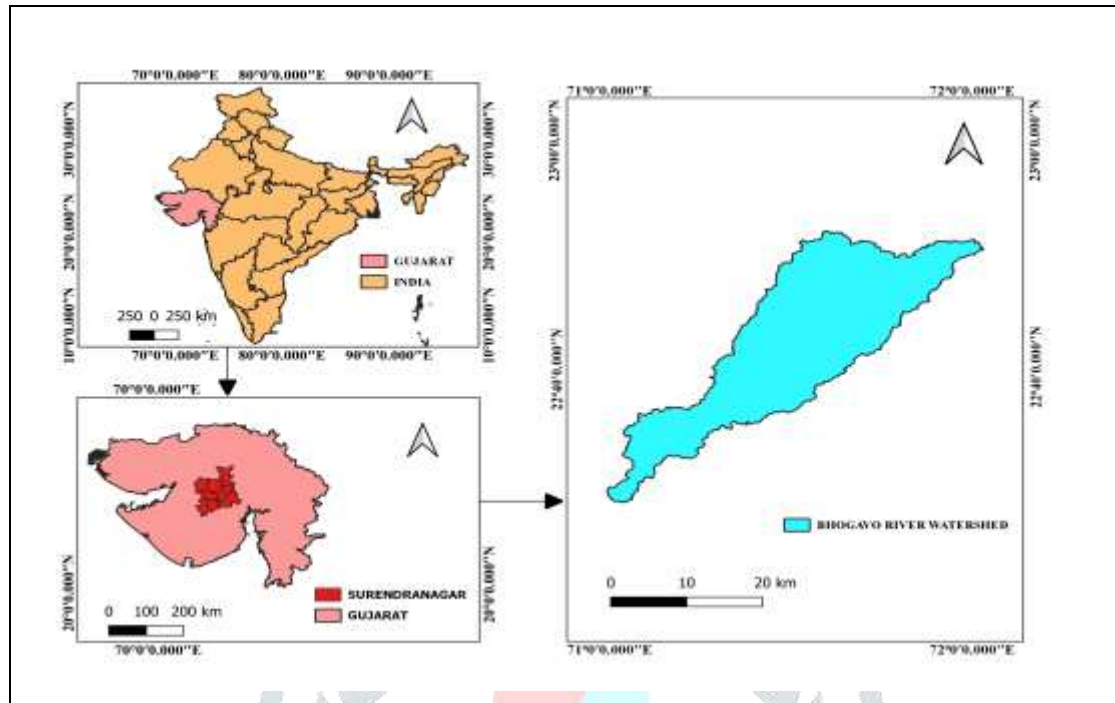 70°0'0.000"E 80°0'0.000"E 90°0'0.000"E
10°0'0.000"N 20°0'0.000"N 30°0'0.000"N
10°0'0.000"N 20°0'0.000"N 30°0'0.000"N
GUJARAT
INDIA
250 0 250 km
70°0'0.000"E 80°0'0.000"E 90°0'0.000"E
70°0'0.000"E
20°0'0.000"N
20°0'0.000"N
SURENDRANAGAR
GUJARAT
0 100 200 km
70°0'0.000"E
71°0'0.000"E 72°0'0.000"E
23°0'0.000"N
23°0'0.000"N
22°40'0.000"N
22°40'0.000"N
BHOGAVO RIVER WATERSHED
0 10 20 km
71°0'0.000"E 72°0'0.000"E